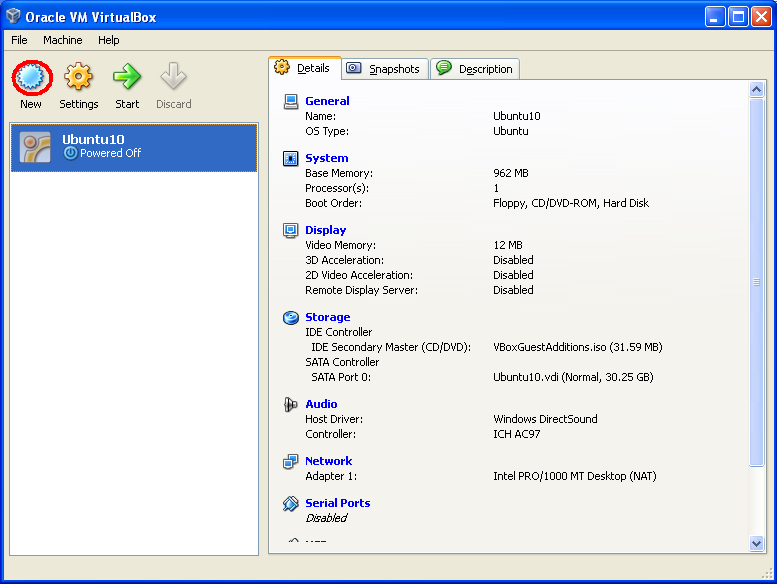 Oracle VM VirtualBox
File Machine Help
New Settings Start Discard
Details Snapshots Description
Ubuntu10
Powered Off
General
Name: Ubuntu10
OS Type: Ubuntu
System
Base Memory: 962 MB
Processor(s): 1
Boot Order: Floppy, CD/DVD-ROM, Hard Disk
Display
Video Memory: 12 MB
3D Acceleration: Disabled
2D Video Acceleration: Disabled
Remote Display Server: Disabled
Storage
IDE Controller
IDE Secondary Master (CD/DVD): VBoxGuestAdditions.iso (31.59 MB)
SATA Controller
SATA Port 0: Ubuntu10.vdi (Normal, 30.25 GB)
Audio
Host Driver: Windows DirectSound
Controller: ICH AC97
Network
Adapter 1: Intel PRO/1000 MT Desktop (NAT)
Serial Ports
Disabled